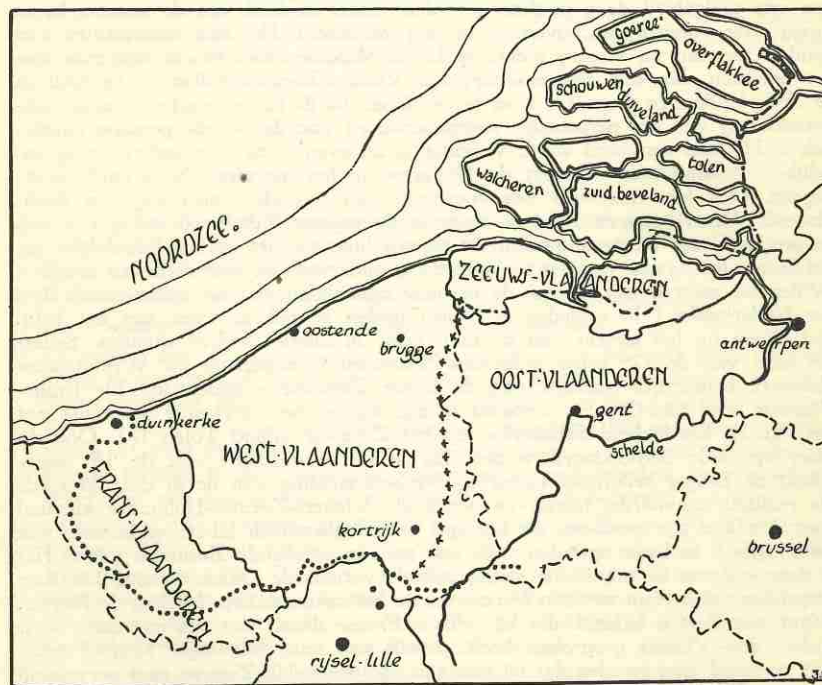 goeree
overflakkee
schouwen
duiveland
tolen
walcheren
zuid beveland
NOORDZEE.
ZEEUWS-VLAANDEREN
oostende
brugge
antwerpen
OOST-VLAANDEREN
gent
duinkerke
WEST-VLAANDEREN
schelde
FRANS-VLAANDEREN
kortrijk
brussel
rijsel-lille